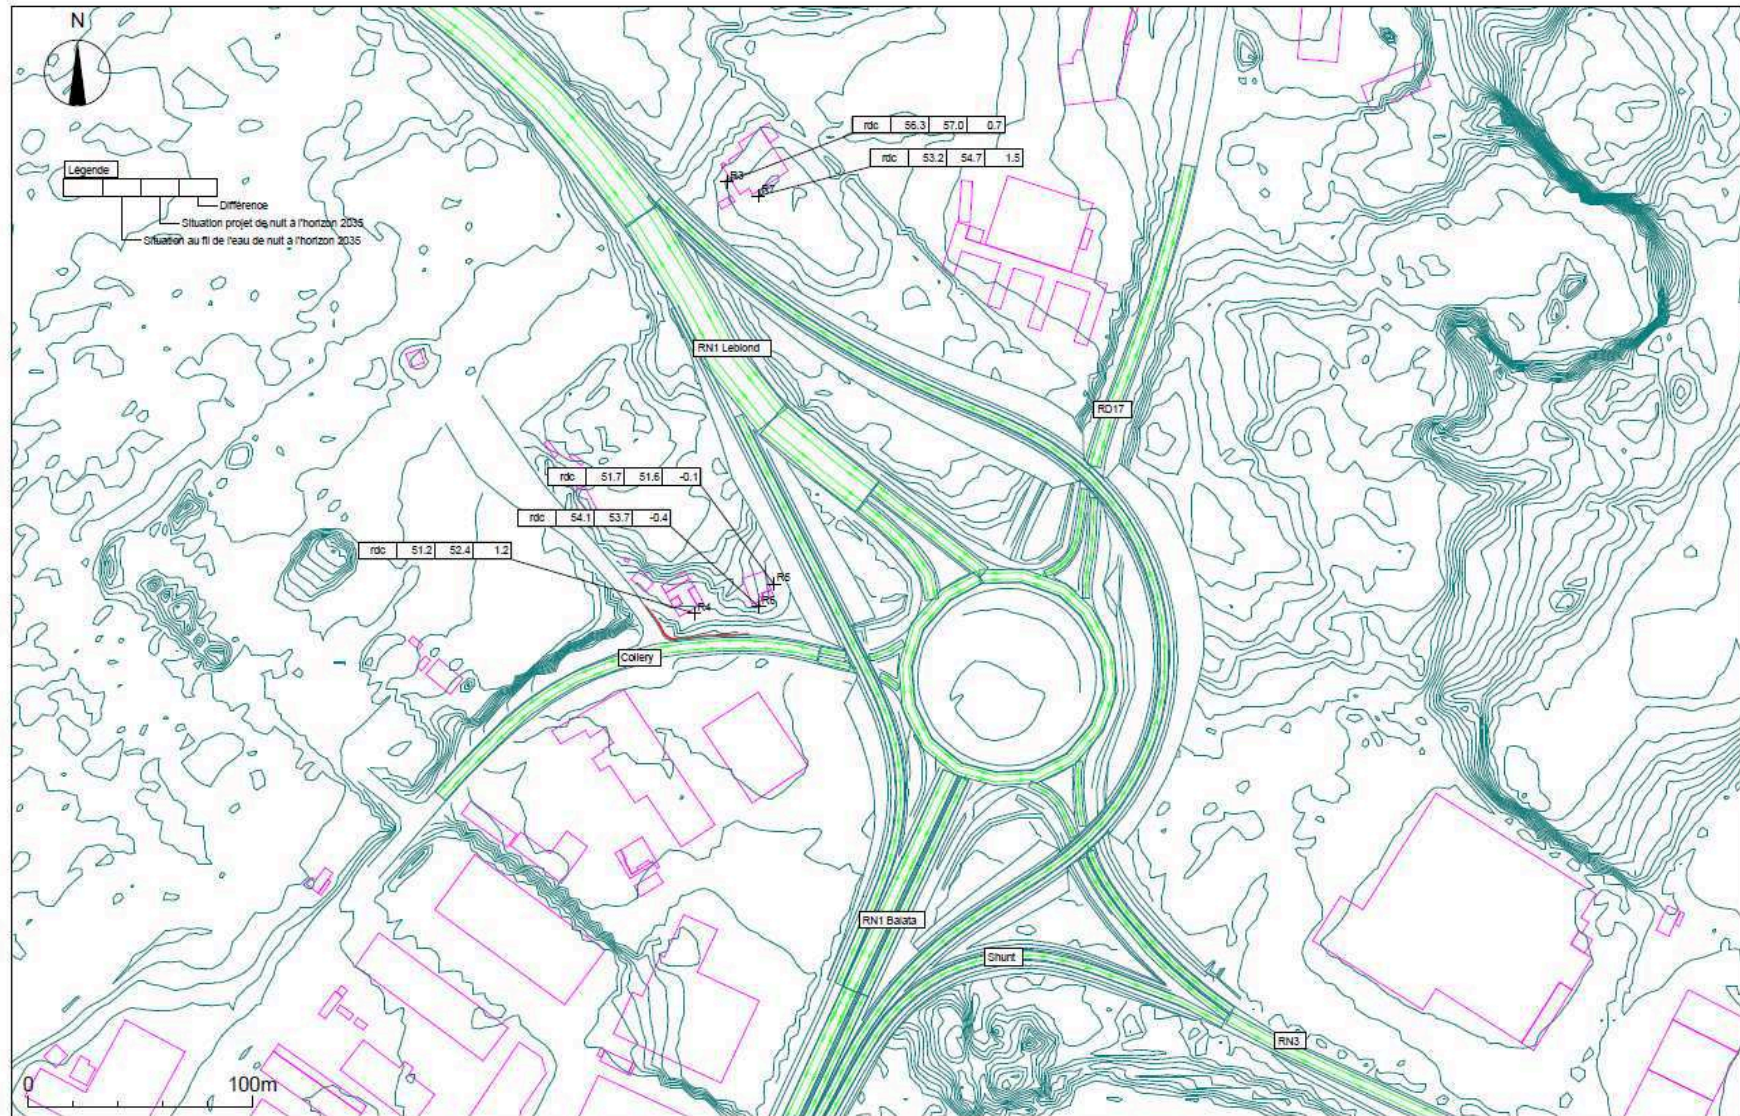 N
rdc 56.3 57.0 0.7
rdc 53.2 54.7 1.5
Légende
R3
R7
Différence
Situation projet de nuit à l'horizon 2035
Situation au fil de l'eau de nuit à l'horizon 2035
RN1 Leblond
RD17
rdc 51.7 51.6 -0.1
rdc 54.1 53.7 -0.4
rdc 51.2 52.4 1.2
R5
R6
R4
Collery
RN1 Balata
Shunt
RN3
0 100m